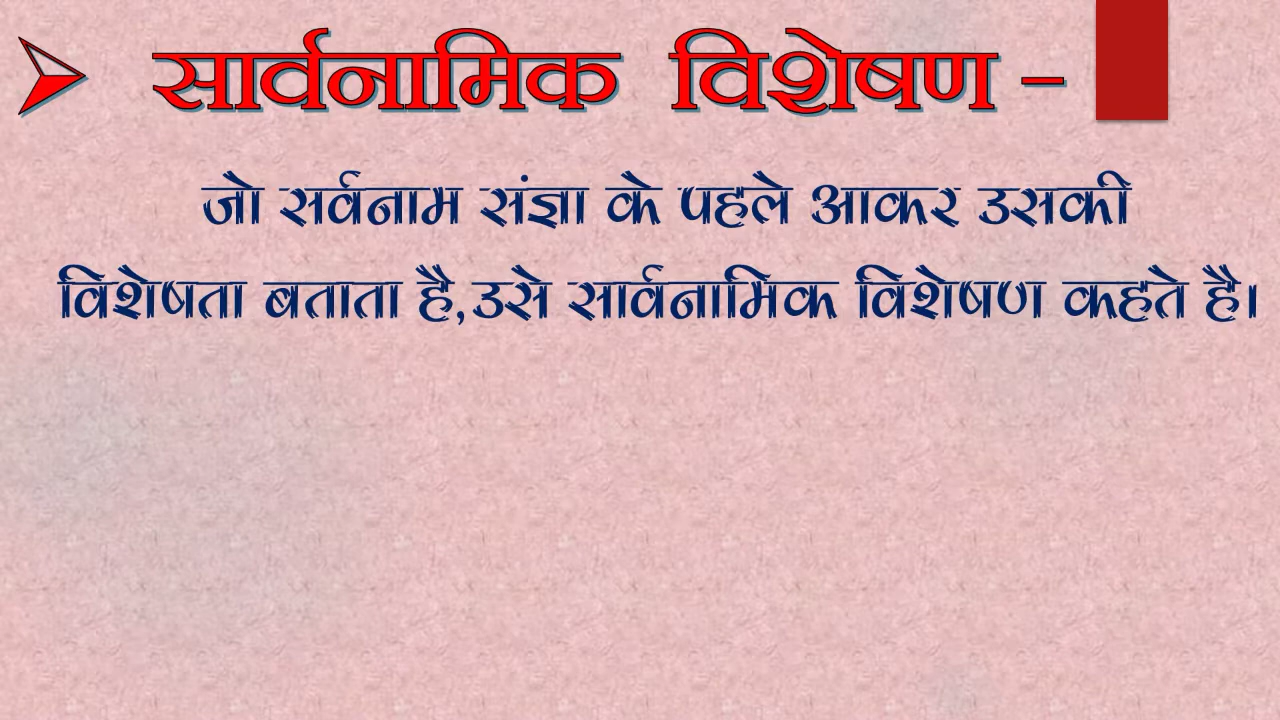 सार्वनामिक विशेषण -
जो सर्वनाम संज्ञा के पहले आकर उसकी
विशेषता बताता है,उसे सार्वनामिक विशेषण कहते है।